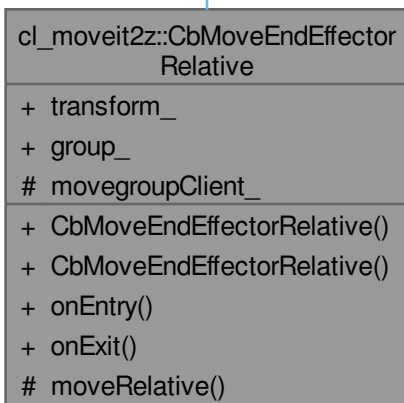 cl_moveit2z::CbMoveEndEffector
Relative
+ transform_
+ group_
# movegroupClient_
+ CbMoveEndEffectorRelative()
+ CbMoveEndEffectorRelative()
+ onEntry()
+ onExit()
# moveRelative()